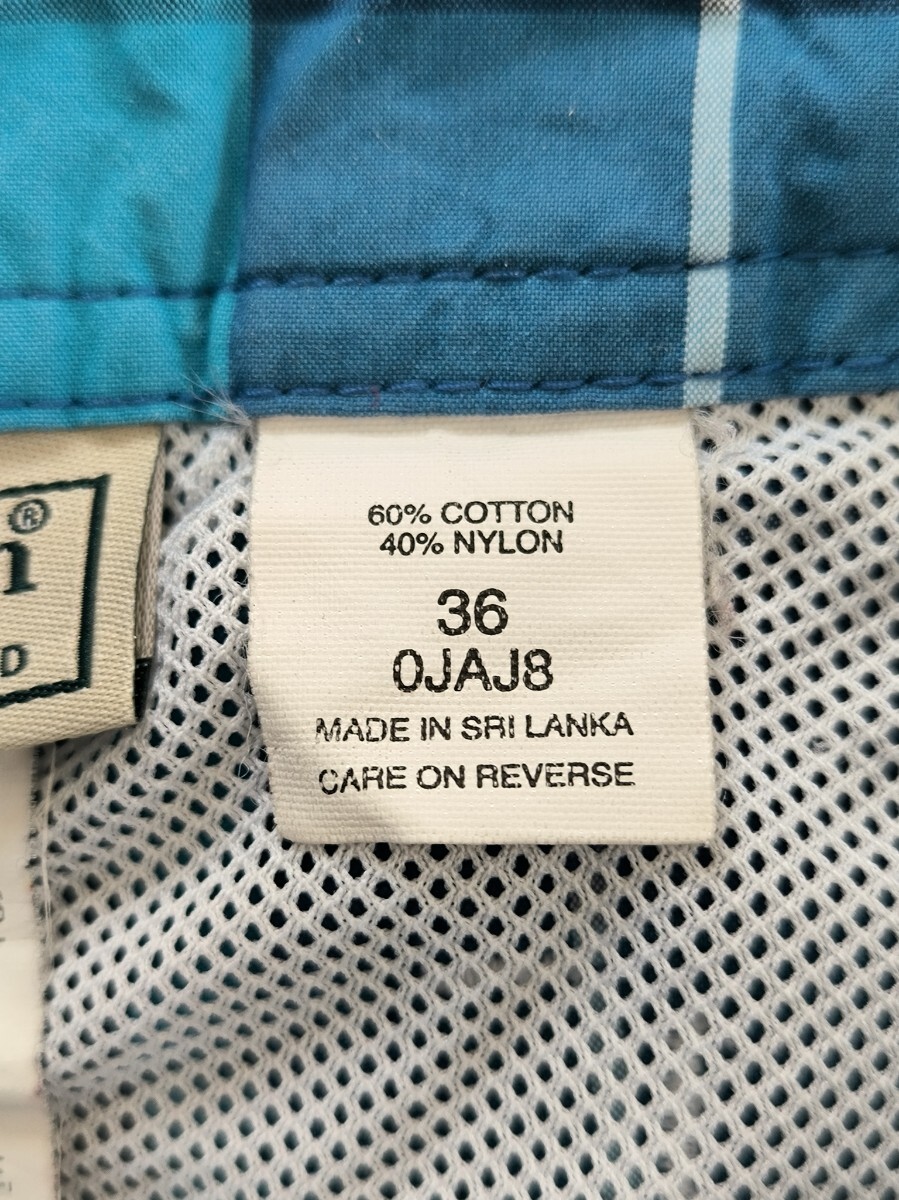 60% COTTON
40% NYLON
36
0JAJ8
MADE IN SRI LANKA
CARE ON REVERSE
®
n
D